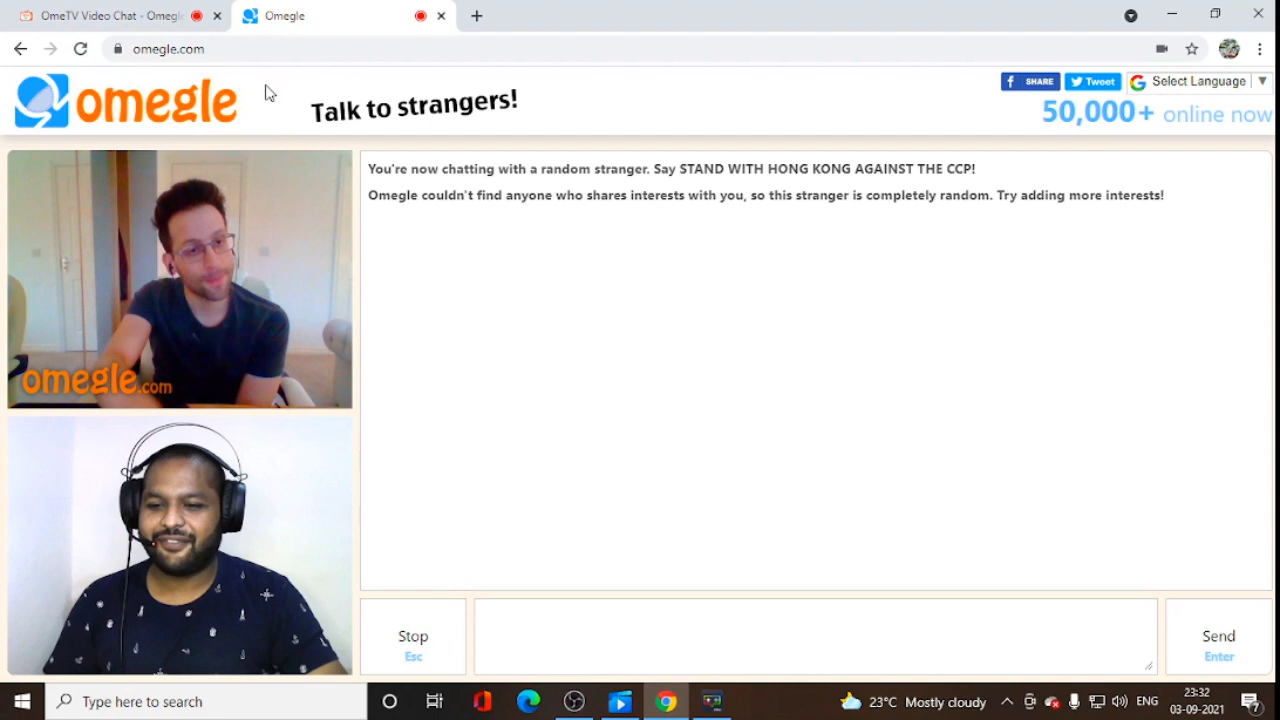 OmeTV Video Chat - Omegle
Omegle
omegle.com
omegle
Talk to strangers!
SHARE
Tweet
Select Language
50,000+ online now
You're now chatting with a random stranger. Say STAND WITH HONG KONG AGAINST THE CCP!
Omegle couldn't find anyone who shares interests with you, so this stranger is completely random. Try adding more interests!
omegle.com
Stop
Esc
Send
Enter
Type here to search
23°C Mostly cloudy
ENG
23:32
03-09-2021
7